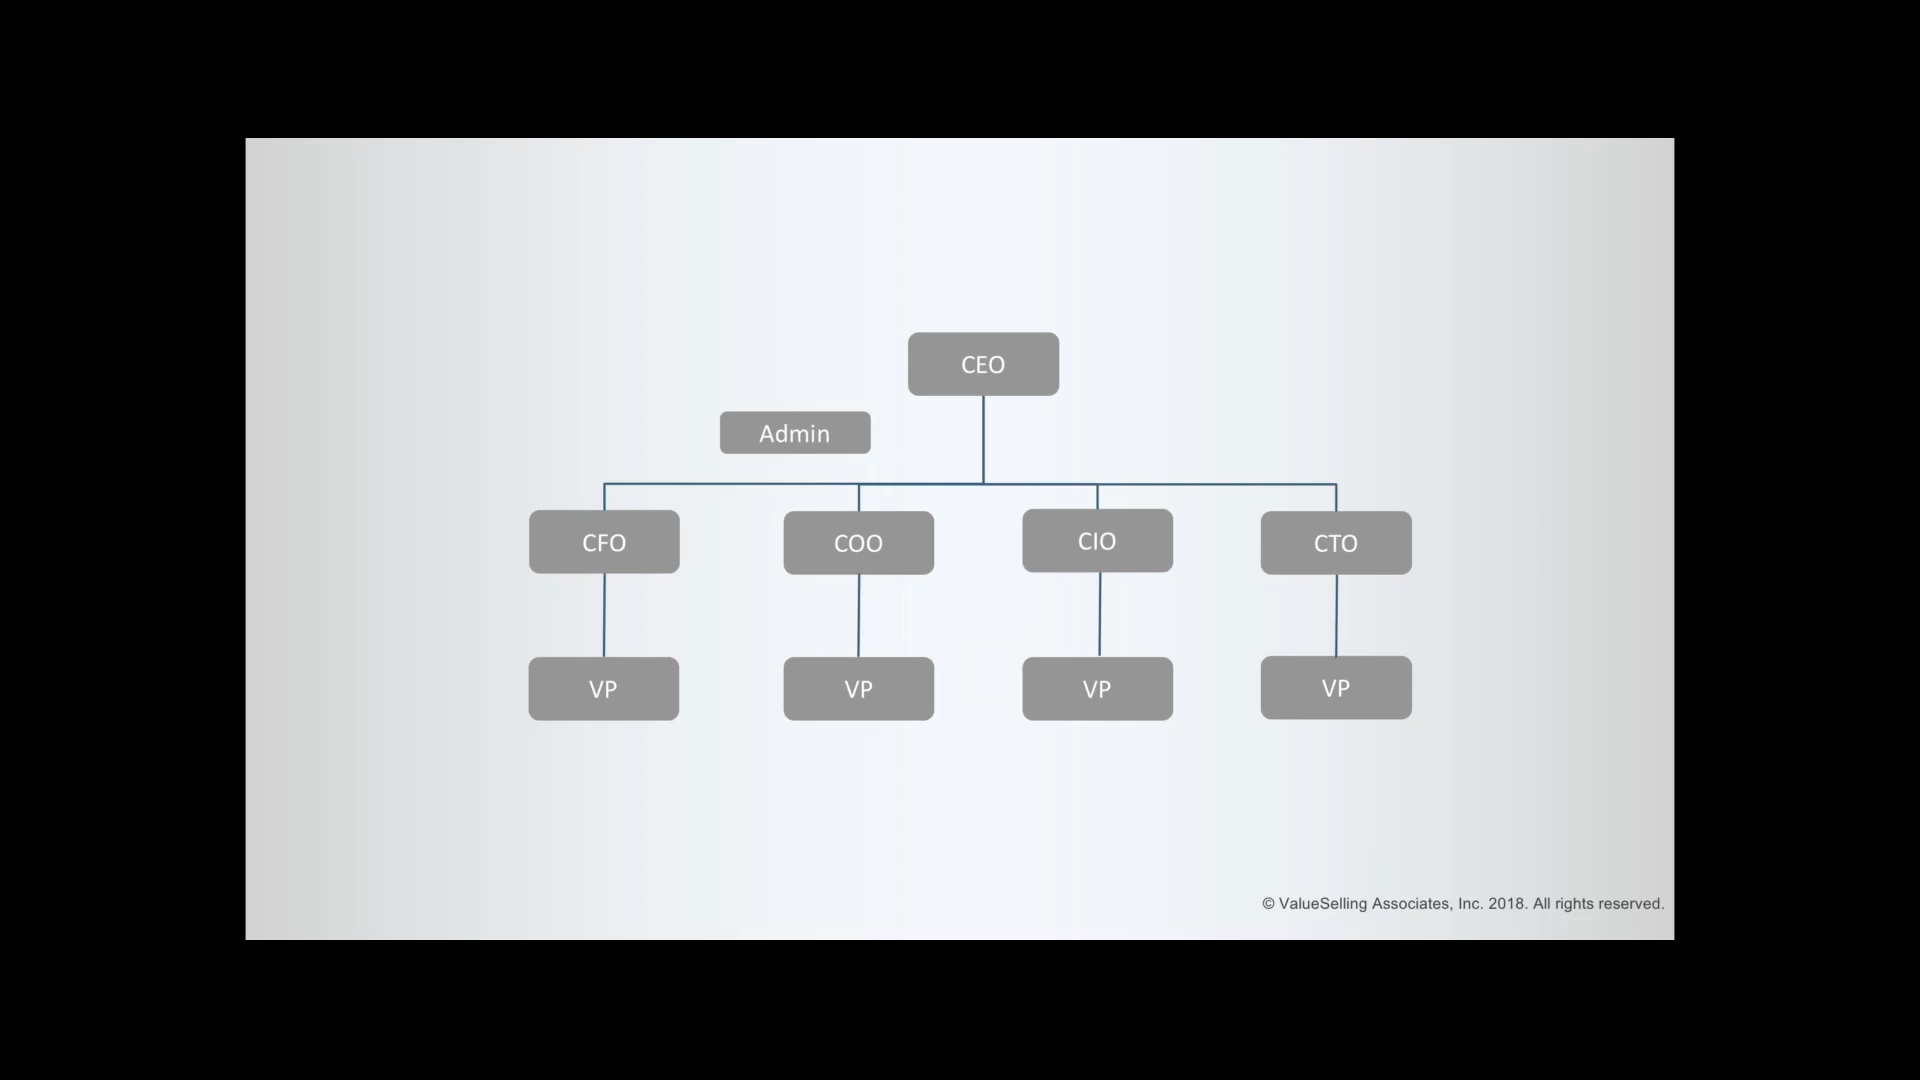 CEO
Admin
CFO
COO
CIO
CTO
VP
VP
VP
VP
© ValueSelling Associates, Inc. 2018. All rights reserved.